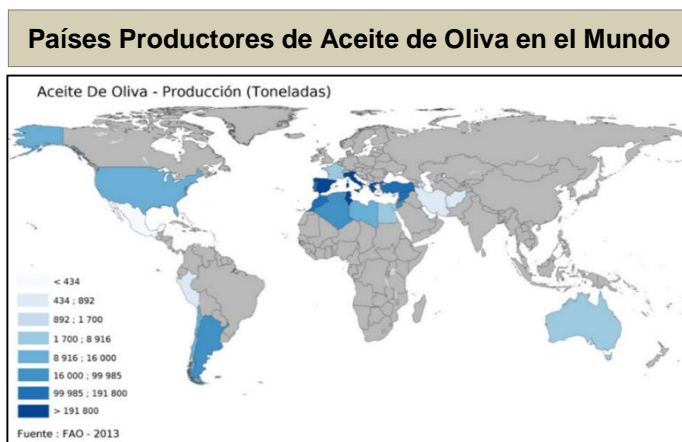 Países Productores de Aceite de Oliva en el Mundo
Aceite De Oliva - Producción (Toneladas)
< 434
434 ; 892
892 ; 1 700
1 700 ; 8 916
8 916 ; 16 000
16 000 ; 99 985
99 985 ; 191 800
> 191 800
Fuente : FAO - 2013